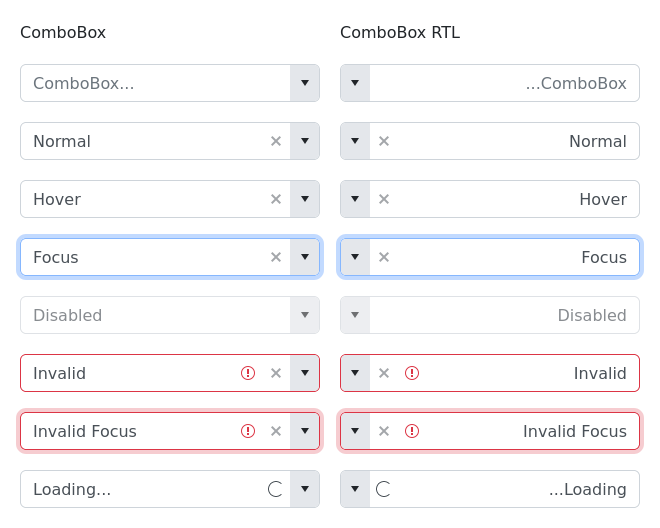 ComboBox ComboBox RTL
ComboBox... ...ComboBox
Normal Normal
Hover Hover
Focus Focus
Disabled Disabled
Invalid Invalid
Invalid Focus Invalid Focus
Loading... ...Loading